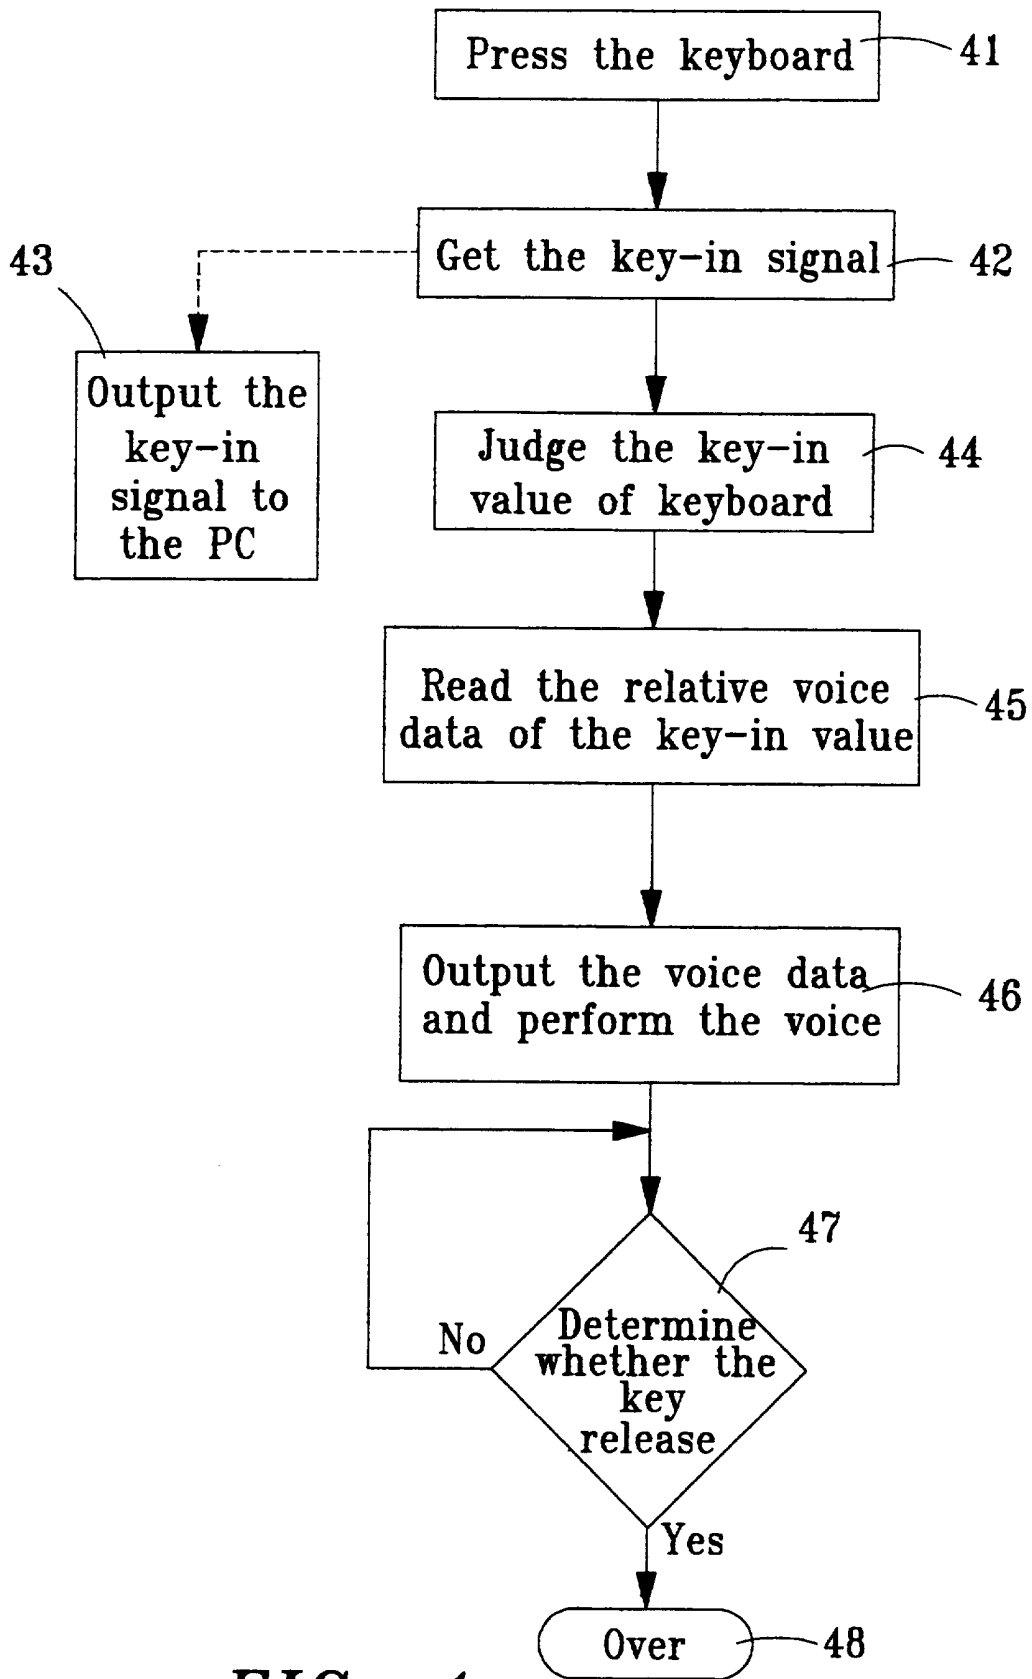 Press the keyboard
41
Get the key-in signal
42
43
Output the
key-in
signal to
the PC
Judge the key-in
value of keyboard
44
Read the relative voice
data of the key-in value
45
Output the voice data
and perform the voice
46
47
No
Determine
whether the
key
release
Yes
Over
48